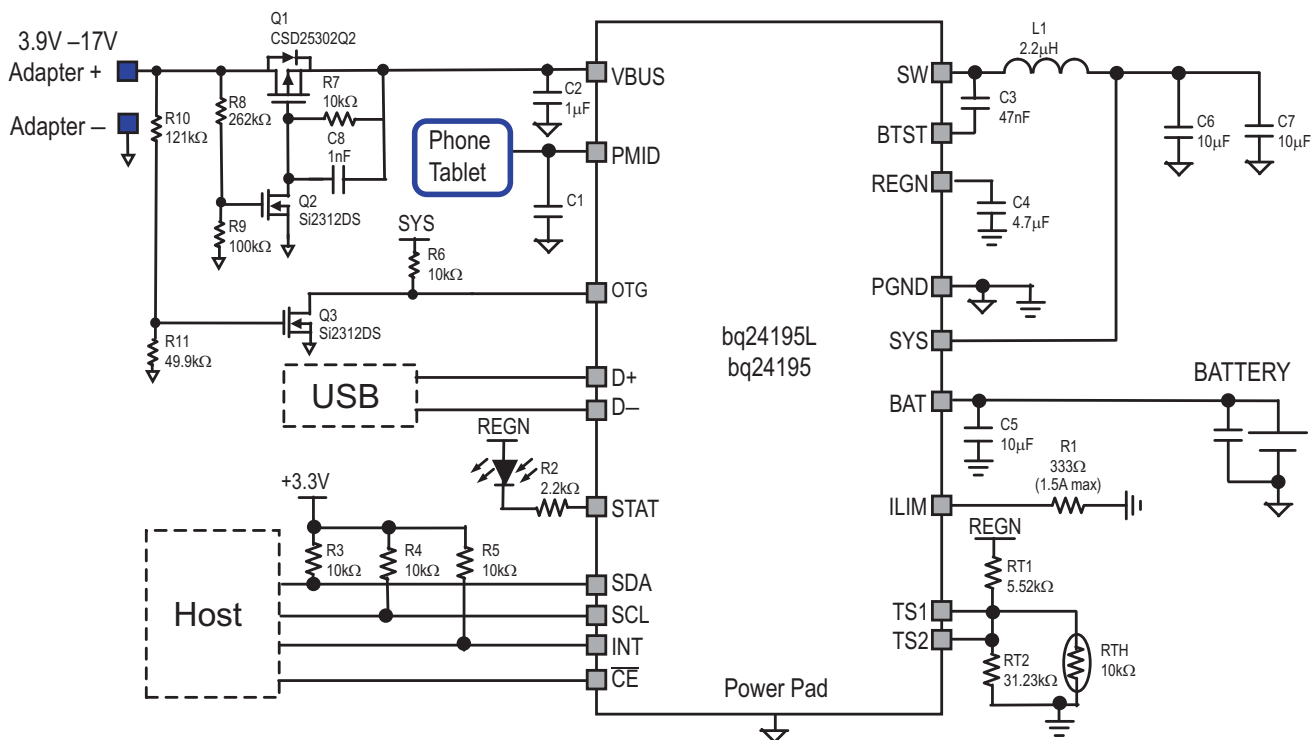 3.9V –17V
Adapter +
Adapter –
Q1
CSD25302Q2
R10
121kΩ
R8
262kΩ
R7
10kΩ
C8
1nF
C2
1µF
Q2
Si2312DS
R9
100kΩ
Phone
Tablet
C1
SYS
R6
10kΩ
Q3
Si2312DS
R11
49.9kΩ
USB
REGN
R2
2.2kΩ
+3.3V
R3
10kΩ
R4
10kΩ
R5
10kΩ
Host
VBUS
PMID
OTG
D+
D–
STAT
SDA
SCL
INT
CE
bq24195L
bq24195
Power Pad
SW
BTST
REGN
PGND
SYS
BAT
ILIM
TS1
TS2
L1
2.2µH
C3
47nF
C6
10µF
C7
10µF
C4
4.7µF
BATTERY
C5
10µF
R1
333Ω
(1.5A max)
REGN
RT1
5.52kΩ
RT2
31.23kΩ
RTH
10kΩ